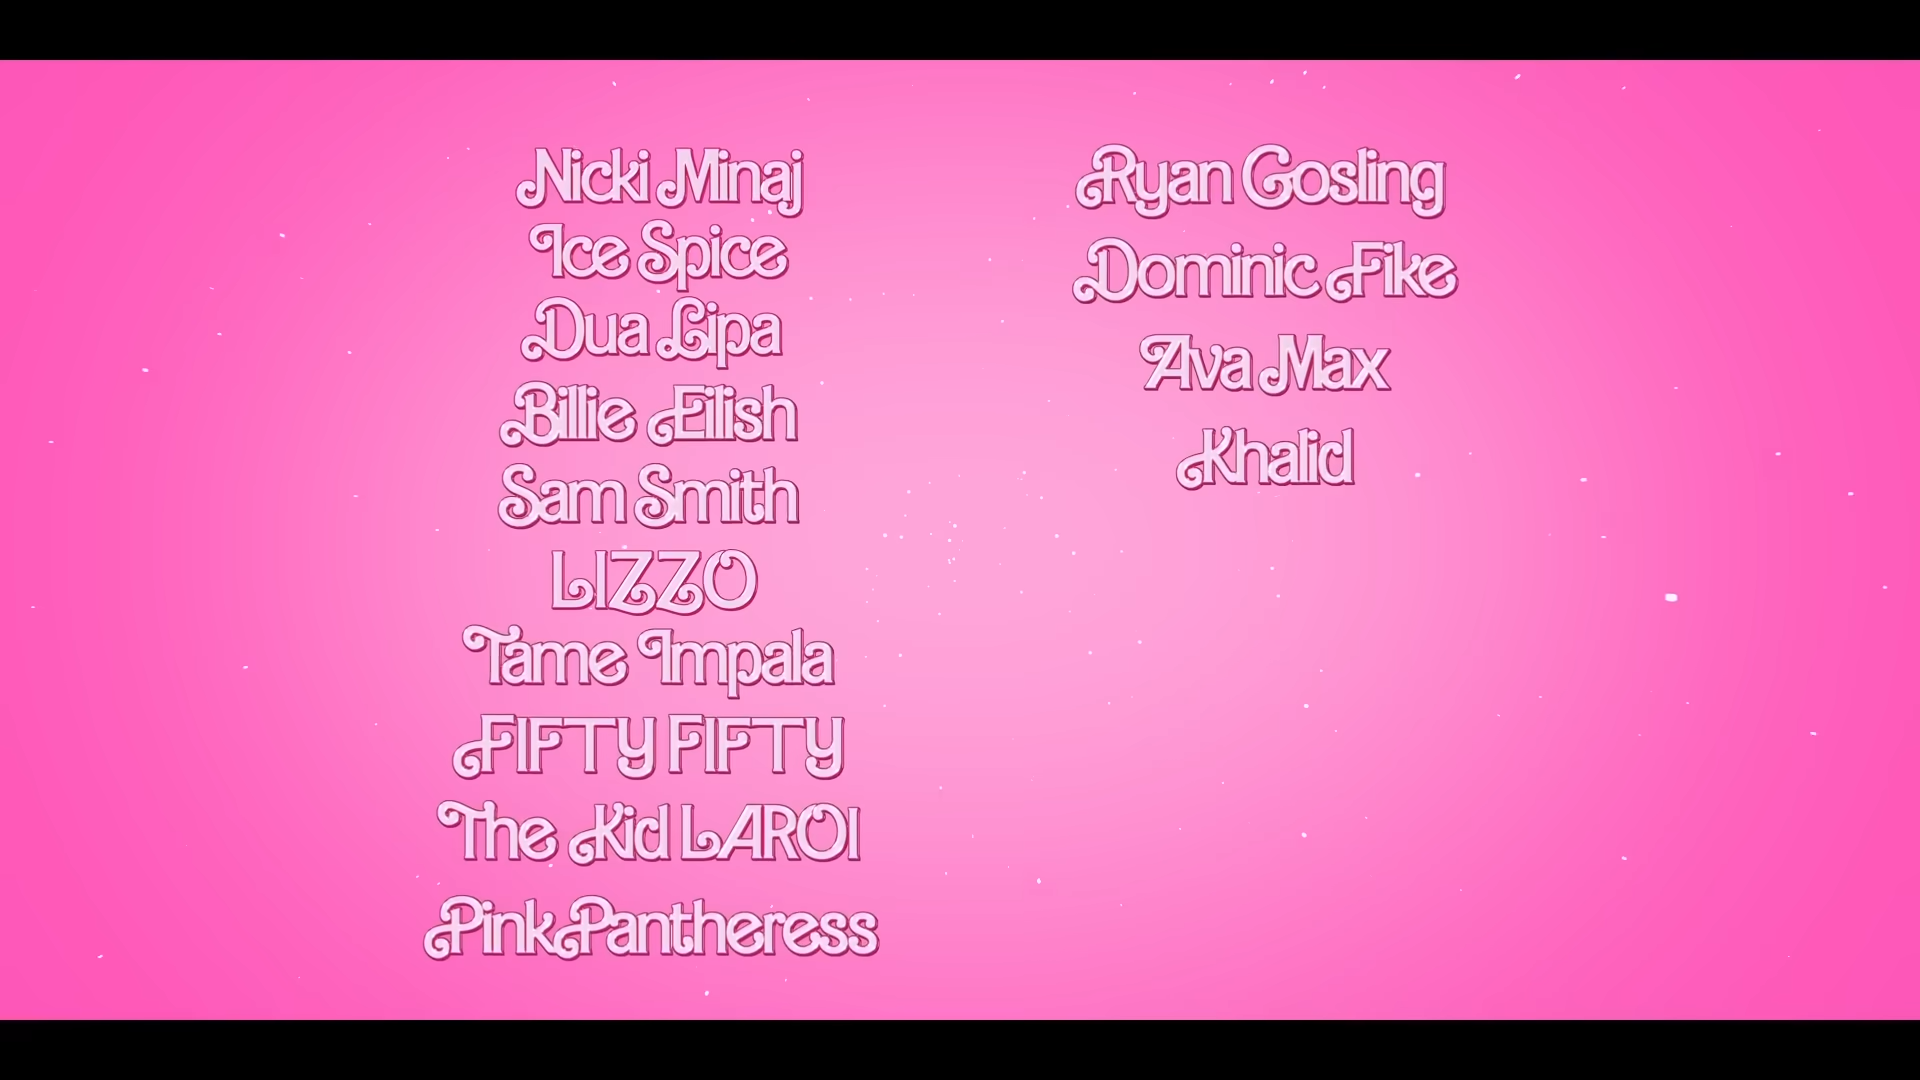 Nicki Minaj
Ice Spice
Dua Lipa
Billie Eilish
Sam Smith
LIZZO
Tame Impala
FIFTY FIFTY
The Kid LAROI
PinkPantheress
Ryan Gosling
Dominic Fike
Ava Max
Khalid